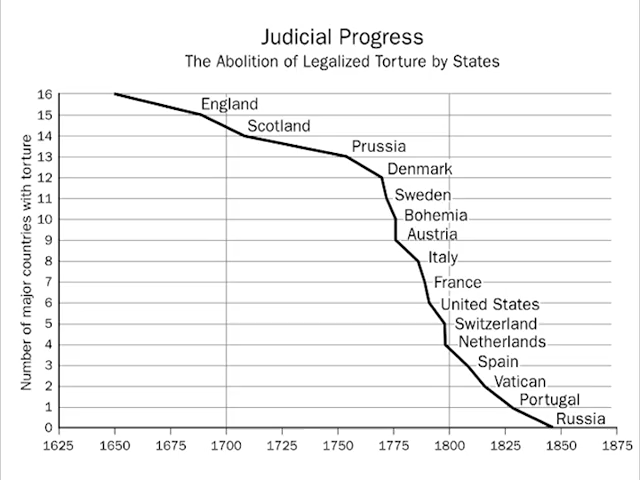 Judicial Progress
The Abolition of Legalized Torture by States
Number of major countries with torture
16
15
14
13
12
11
10
9
8
7
6
5
4
3
2
1
0
England
Scotland
Prussia
Denmark
Sweden
Bohemia
Austria
Italy
France
United States
Switzerland
Netherlands
Spain
Vatican
Portugal
Russia
1625 1650 1675 1700 1725 1750 1775 1800 1825 1850 1875